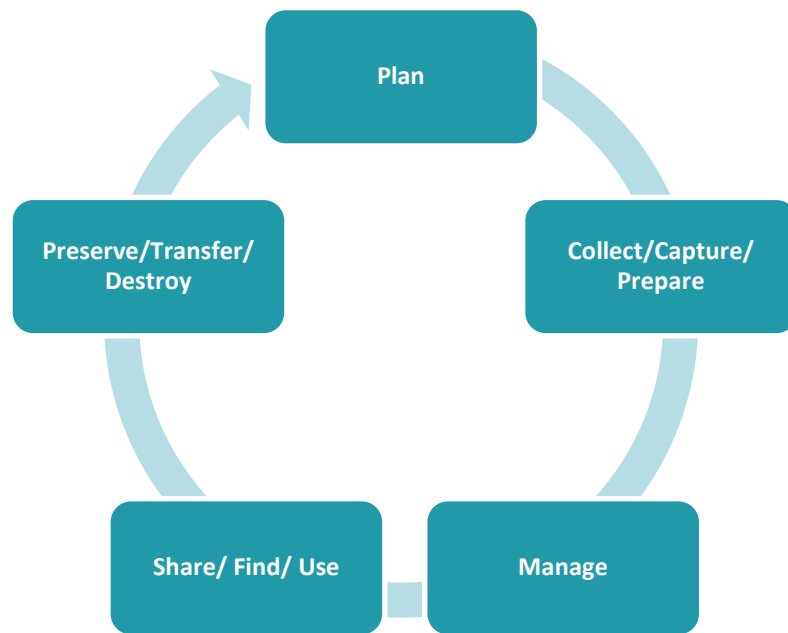 Plan
Collect/Capture/
Prepare
Manage
Share/ Find/ Use
Preserve/Transfer/
Destroy